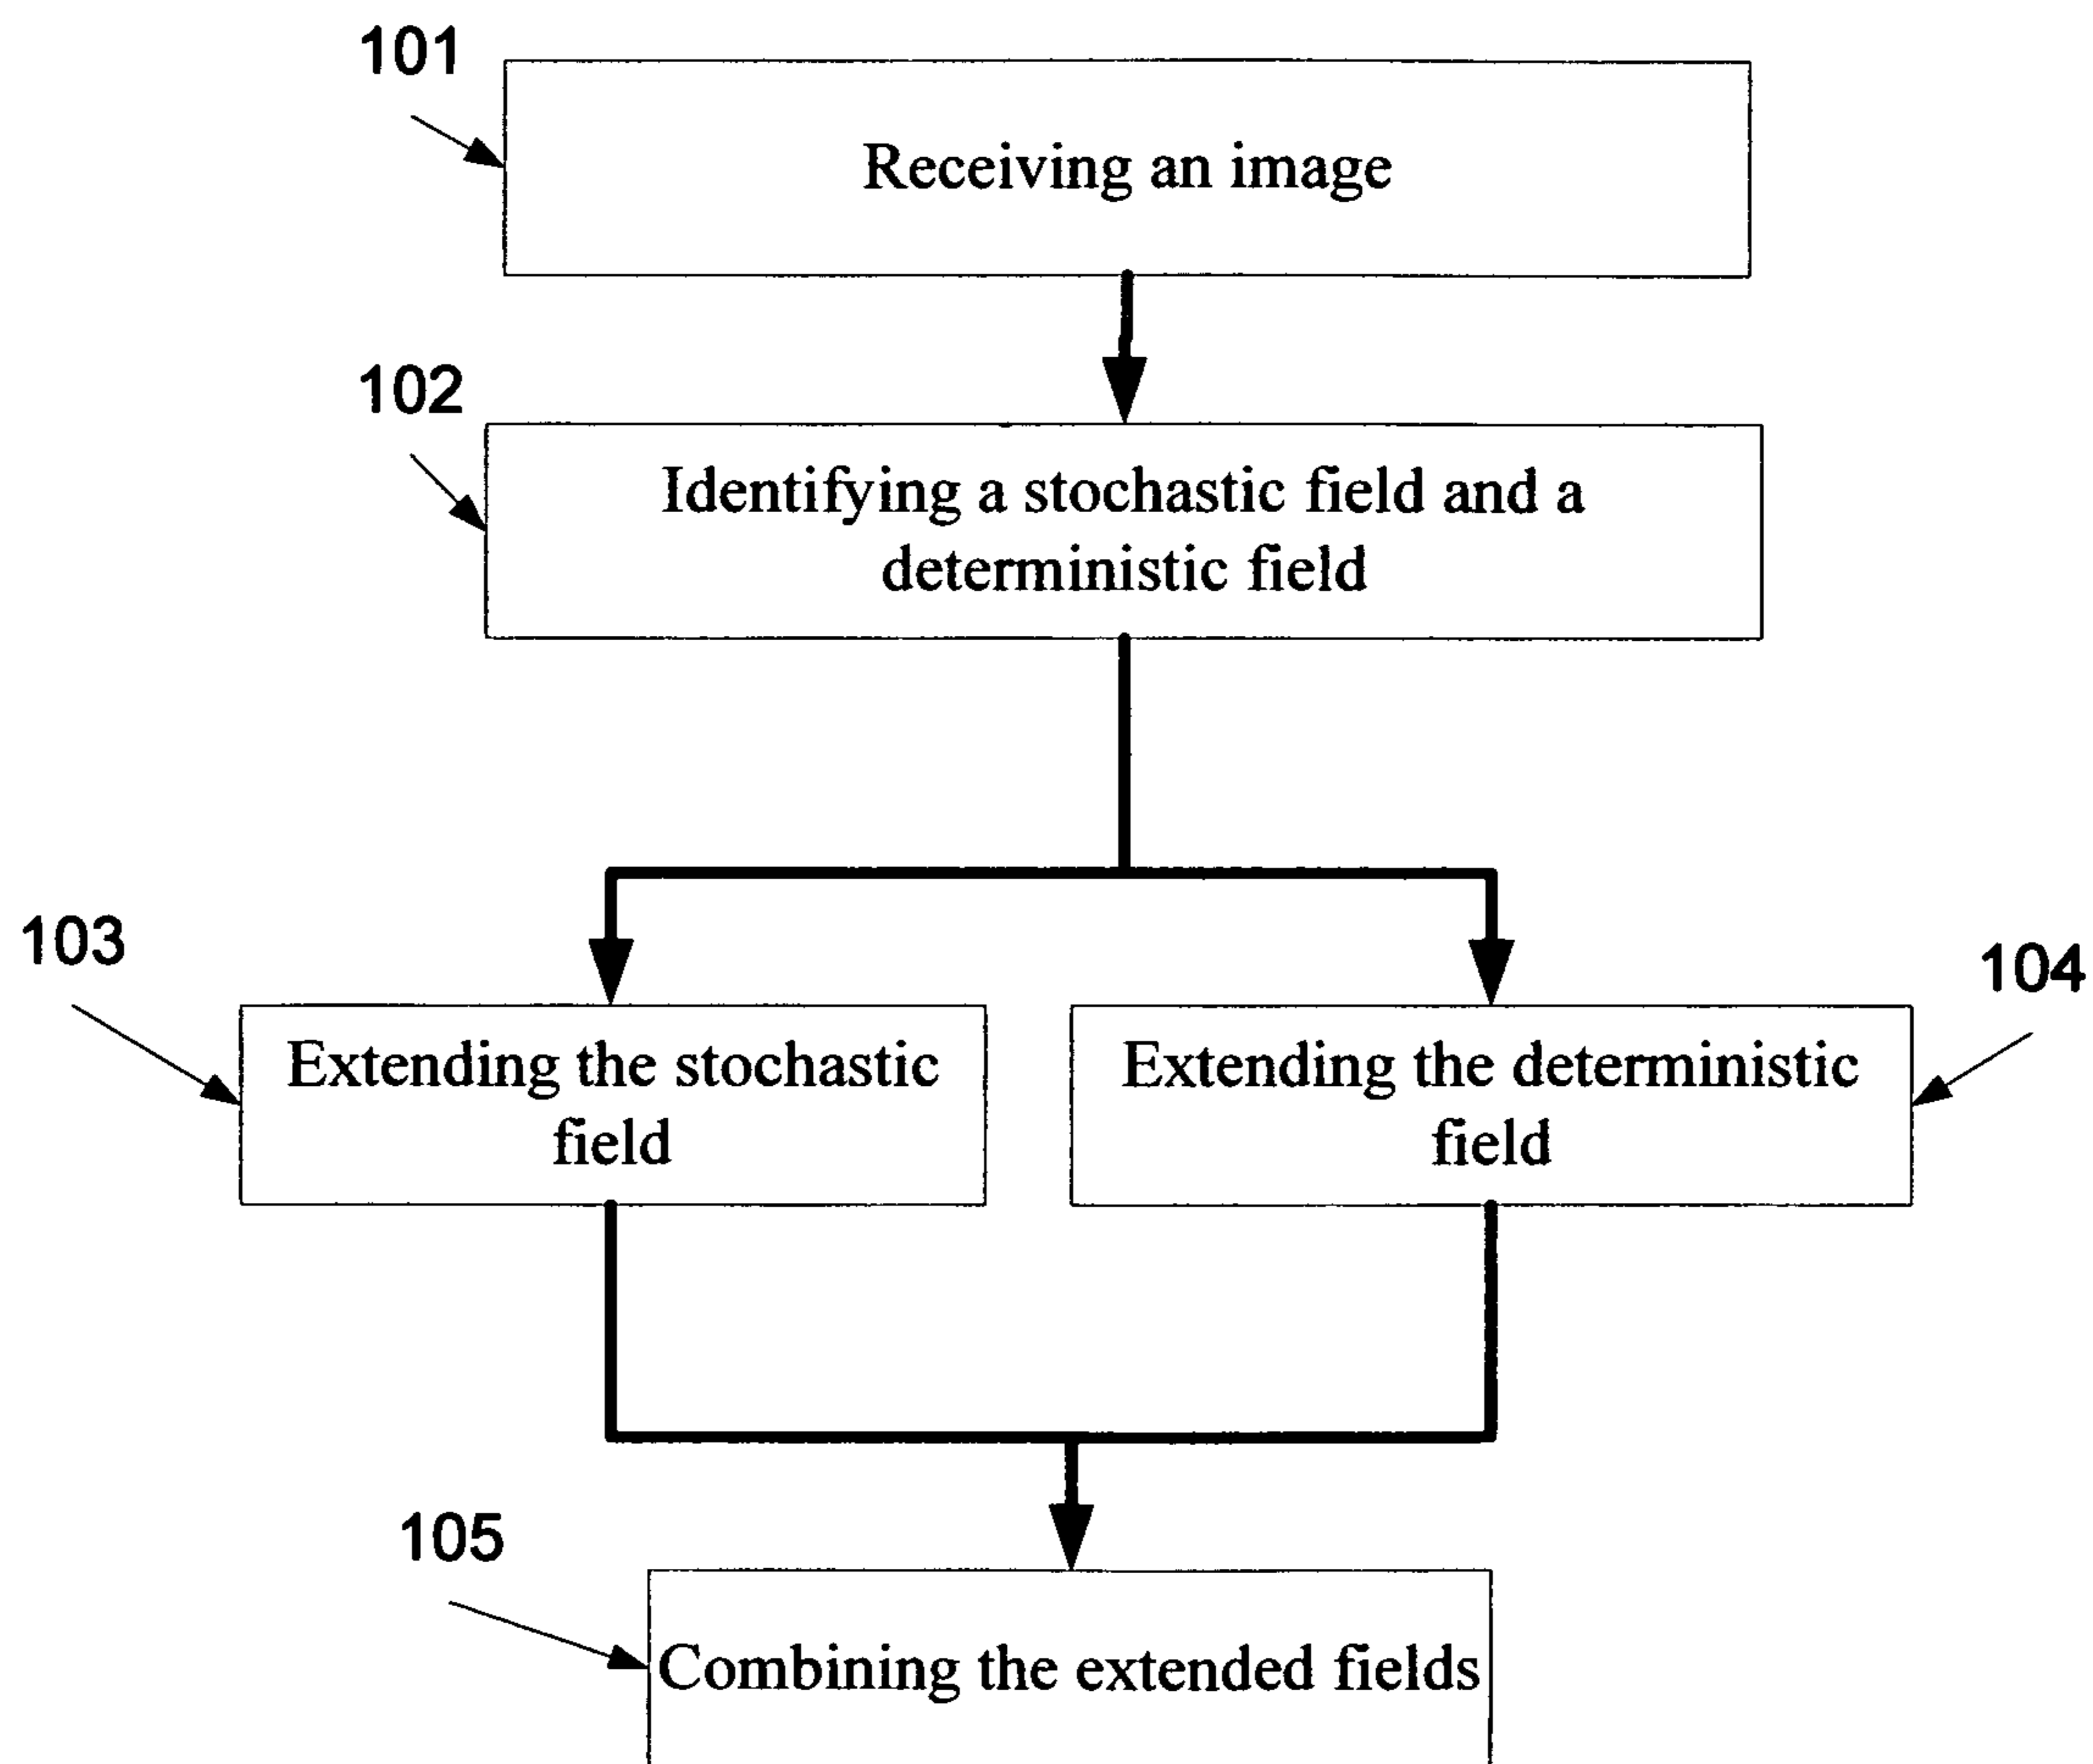 101
Receiving an image
102
Identifying a stochastic field and a
deterministic field
103
104
Extending the stochastic
field
Extending the deterministic
field
105
Combining the extended fields